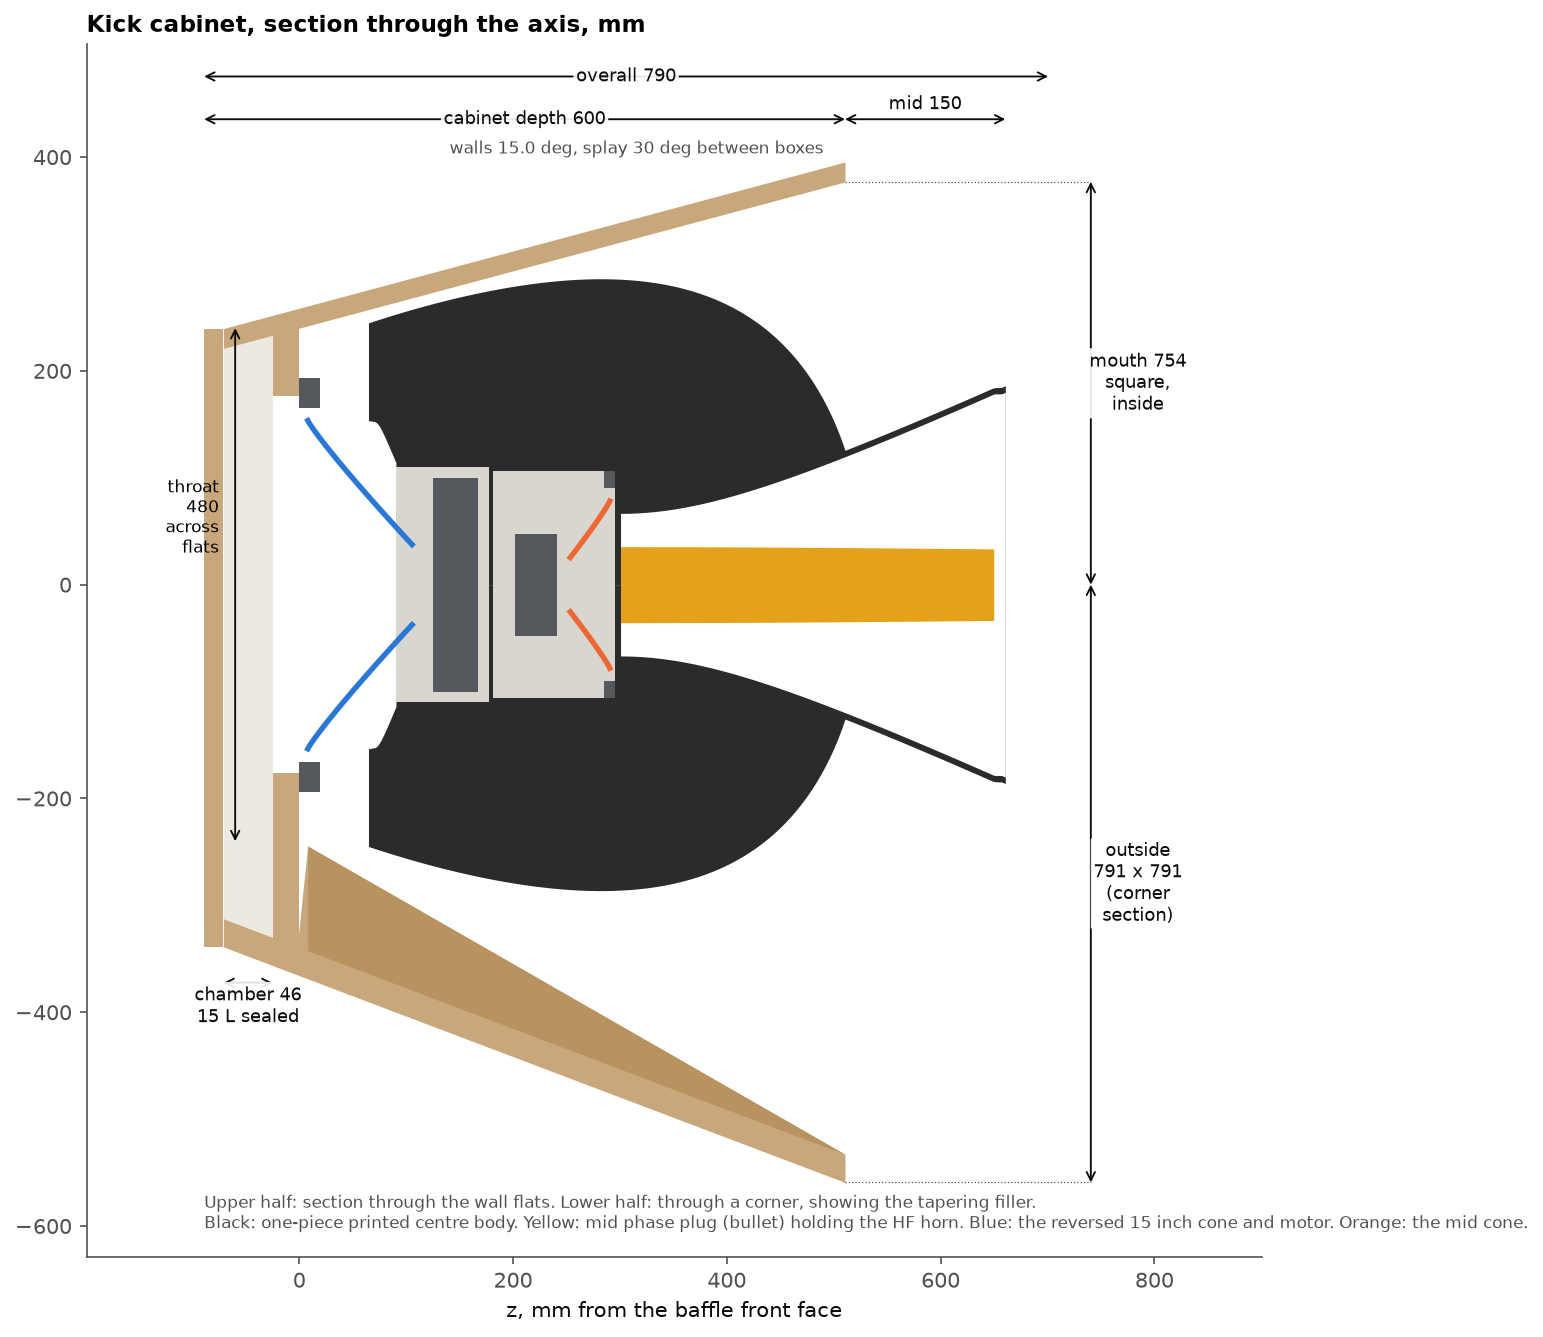 Kick cabinet, section through the axis, mm
overall 790
mid 150
cabinet depth 600
walls 15.0 deg, splay 30 deg between boxes
400
200
0
−200
−400
−600
mouth 754
square,
inside
throat
480
across
flats
outside
791 x 791
(corner
section)
chamber 46
15 L sealed
Upper half: section through the wall flats. Lower half: through a corner, showing the tapering filler.
Black: one-piece printed centre body. Yellow: mid phase plug (bullet) holding the HF horn. Blue: the reversed 15 inch cone and motor. Orange: the mid cone.
0
200
400
600
800
z, mm from the baffle front face